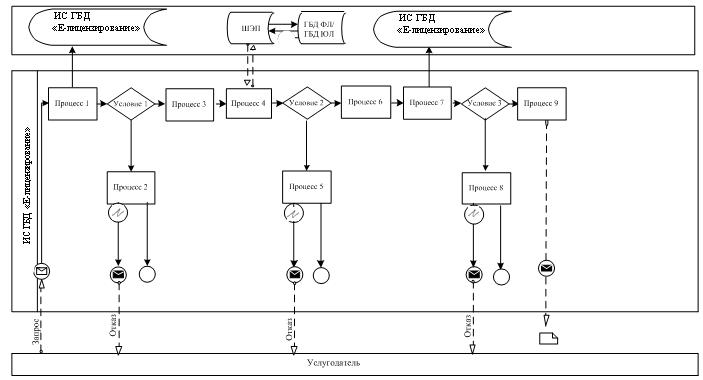 ИС ГБД
«Е-лицензирование»
ШЭП
ГБД ФЛ/
ГБД ЮЛ
ИС ГБД
«Е-лицензирование»
ИС ГБД «Е-лицензирование»
Процесс 1
Условие 1
Процесс 3
Процесс 4
Условие 2
Процесс 6
Процесс 7
Условие 3
Процесс 9
Процесс 2
Процесс 5
Процесс 8
Запрос
Отказ
Отказ
Отказ
Услугодатель